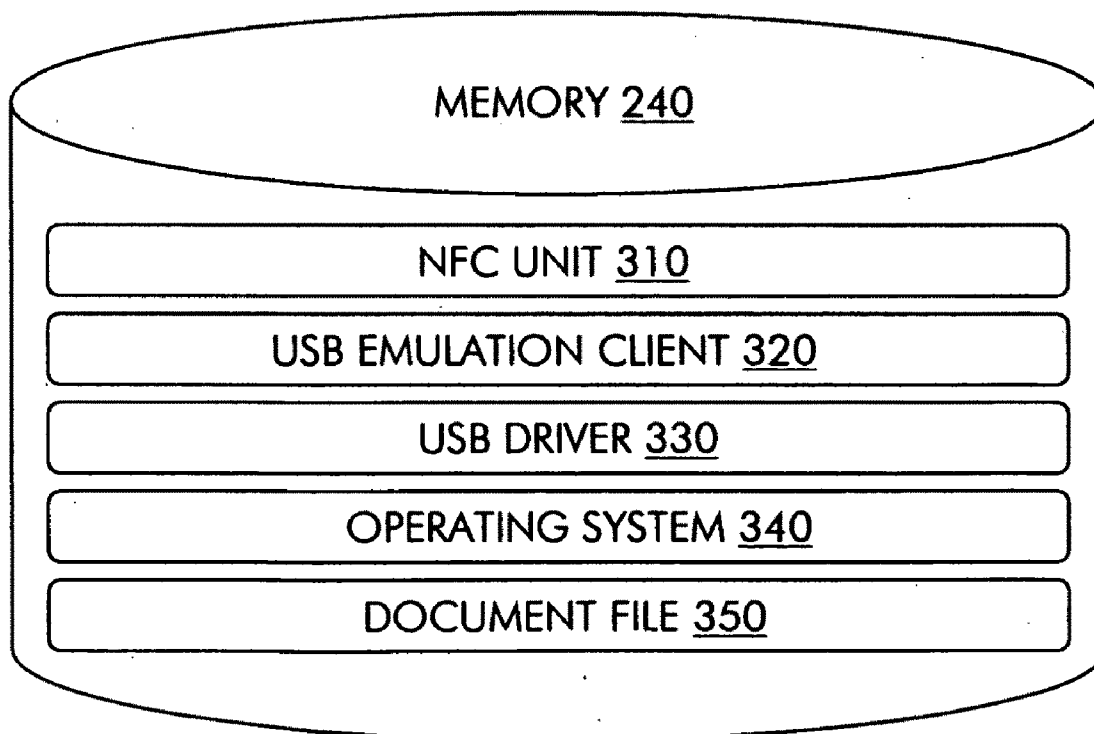 MEMORY 240
NFC UNIT 310
USB EMULATION CLIENT 320
USB DRIVER 330
OPERATING SYSTEM 340
DOCUMENT FILE 350